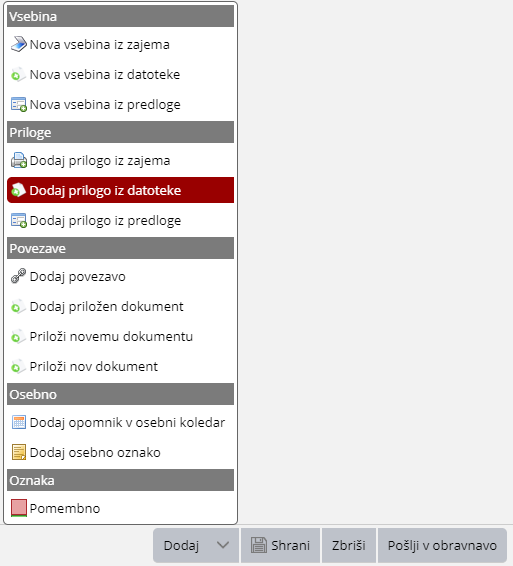 Vsebina
Nova vsebina iz zajema
Nova vsebina iz datoteke
Nova vsebina iz predloge
Priloge
Dodaj prilogo iz zajema
Dodaj prilogo iz datoteke
Dodaj prilogo iz predloge
Povezave
Dodaj povezavo
Dodaj priložen dokument
Priloži novemu dokumentu
Priloži nov dokument
Osebno
Dodaj opomnik v osebni koledar
Dodaj osebno oznako
Oznaka
Pomembno
Dodaj Shrani Zbriši Pošlji v obravnavo